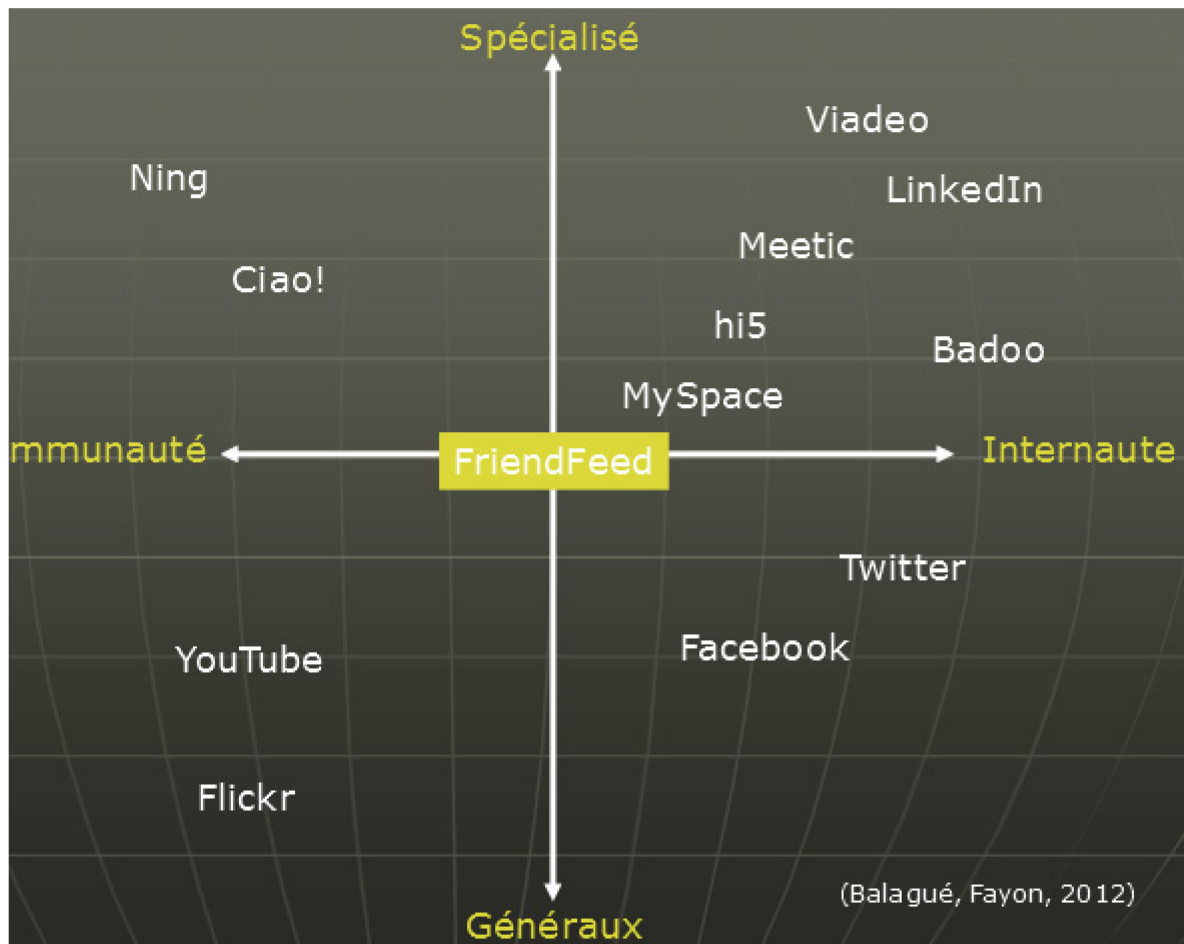 Spécialisé
Viadeo
Ning
LinkedIn
Meetic
Ciao!
hi5
Badoo
MySpace
mmunauté
FriendFeed
Internaute
Twitter
YouTube
Facebook
Flickr
(Balagué, Fayon, 2012)
Généraux